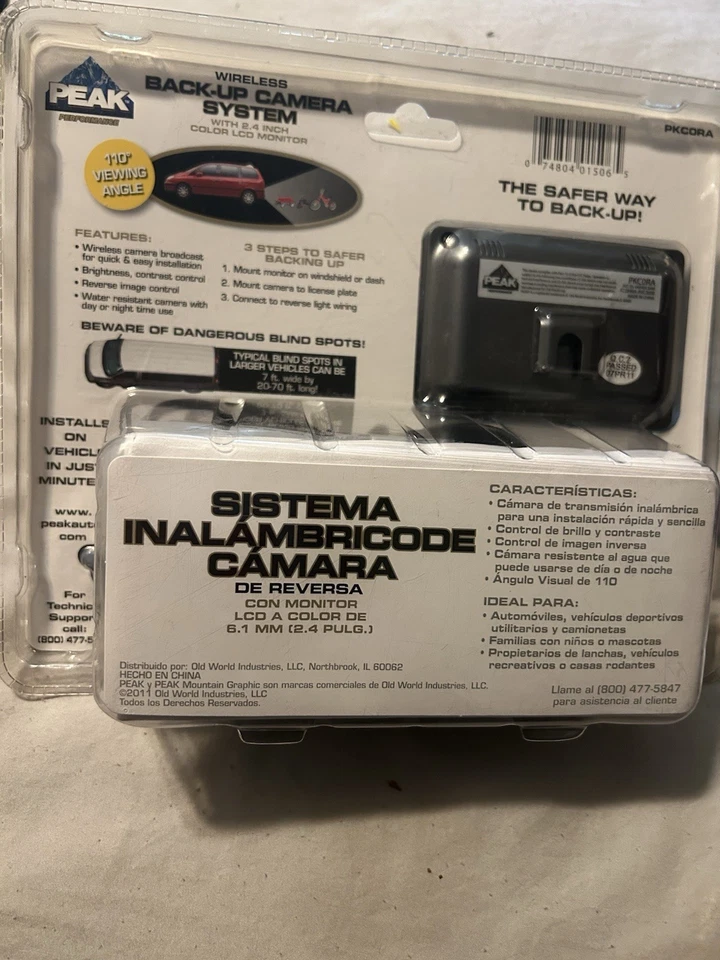 PEAK
PERFORMANCE
WIRELESS
BACK-UP CAMERA
SYSTEM
WITH 2.4 INCH
COLOR LCD MONITOR
110°
VIEWING
ANGLE
PKC0RA
0 74804 01506 5
THE SAFER WAY
TO BACK-UP!
FEATURES:
• Wireless camera broadcast
for quick & easy installation
• Brightness, contrast control
• Reverse image control
• Water resistant camera with
day or night time use
3 STEPS TO SAFER
BACKING UP
1. Mount monitor on windshield or dash
2. Mount camera to license plate
3. Connect to reverse light wiring
PEAK
PKC0RA
Q.C.2
PASSED
BEWARE OF DANGEROUS BLIND SPOTS!
TYPICAL BLIND SPOTS IN
LARGER VEHICLES CAN BE
7 ft. wide by
20-70 ft. long!
INSTALLS
ON
VEHICL
IN JUST
MINUTE
www.
peakaut
com
For
Technic
Suppor
call:
(800) 477-5
SISTEMA
INALÁMBRICODE
CÁMARA
DE REVERSA
CON MONITOR
LCD A COLOR DE
6.1 MM (2.4 PULG.)
CARACTERÍSTICAS:
• Cámara de transmisión inalámbrica
para una instalación rápida y sencilla
• Control de brillo y contraste
• Control de imagen inversa
• Cámara resistente al agua que
puede usarse de día o de noche
• Ángulo Visual de 110
IDEAL PARA:
• Automóviles, vehículos deportivos
utilitarios y camionetas
• Familias con niños o mascotas
• Propietarios de lanchas, vehículos
recreativos o casas rodantes
Distribuido por: Old World Industries, LLC, Northbrook, IL 60062
HECHO EN CHINA
PEAK y PEAK Mountain Graphic son marcas comerciales de Old World Industries, LLC.
©2011 Old World Industries, LLC
Todos los Derechos Reservados.
Llame al (800) 477-5847
para asistencia al cliente